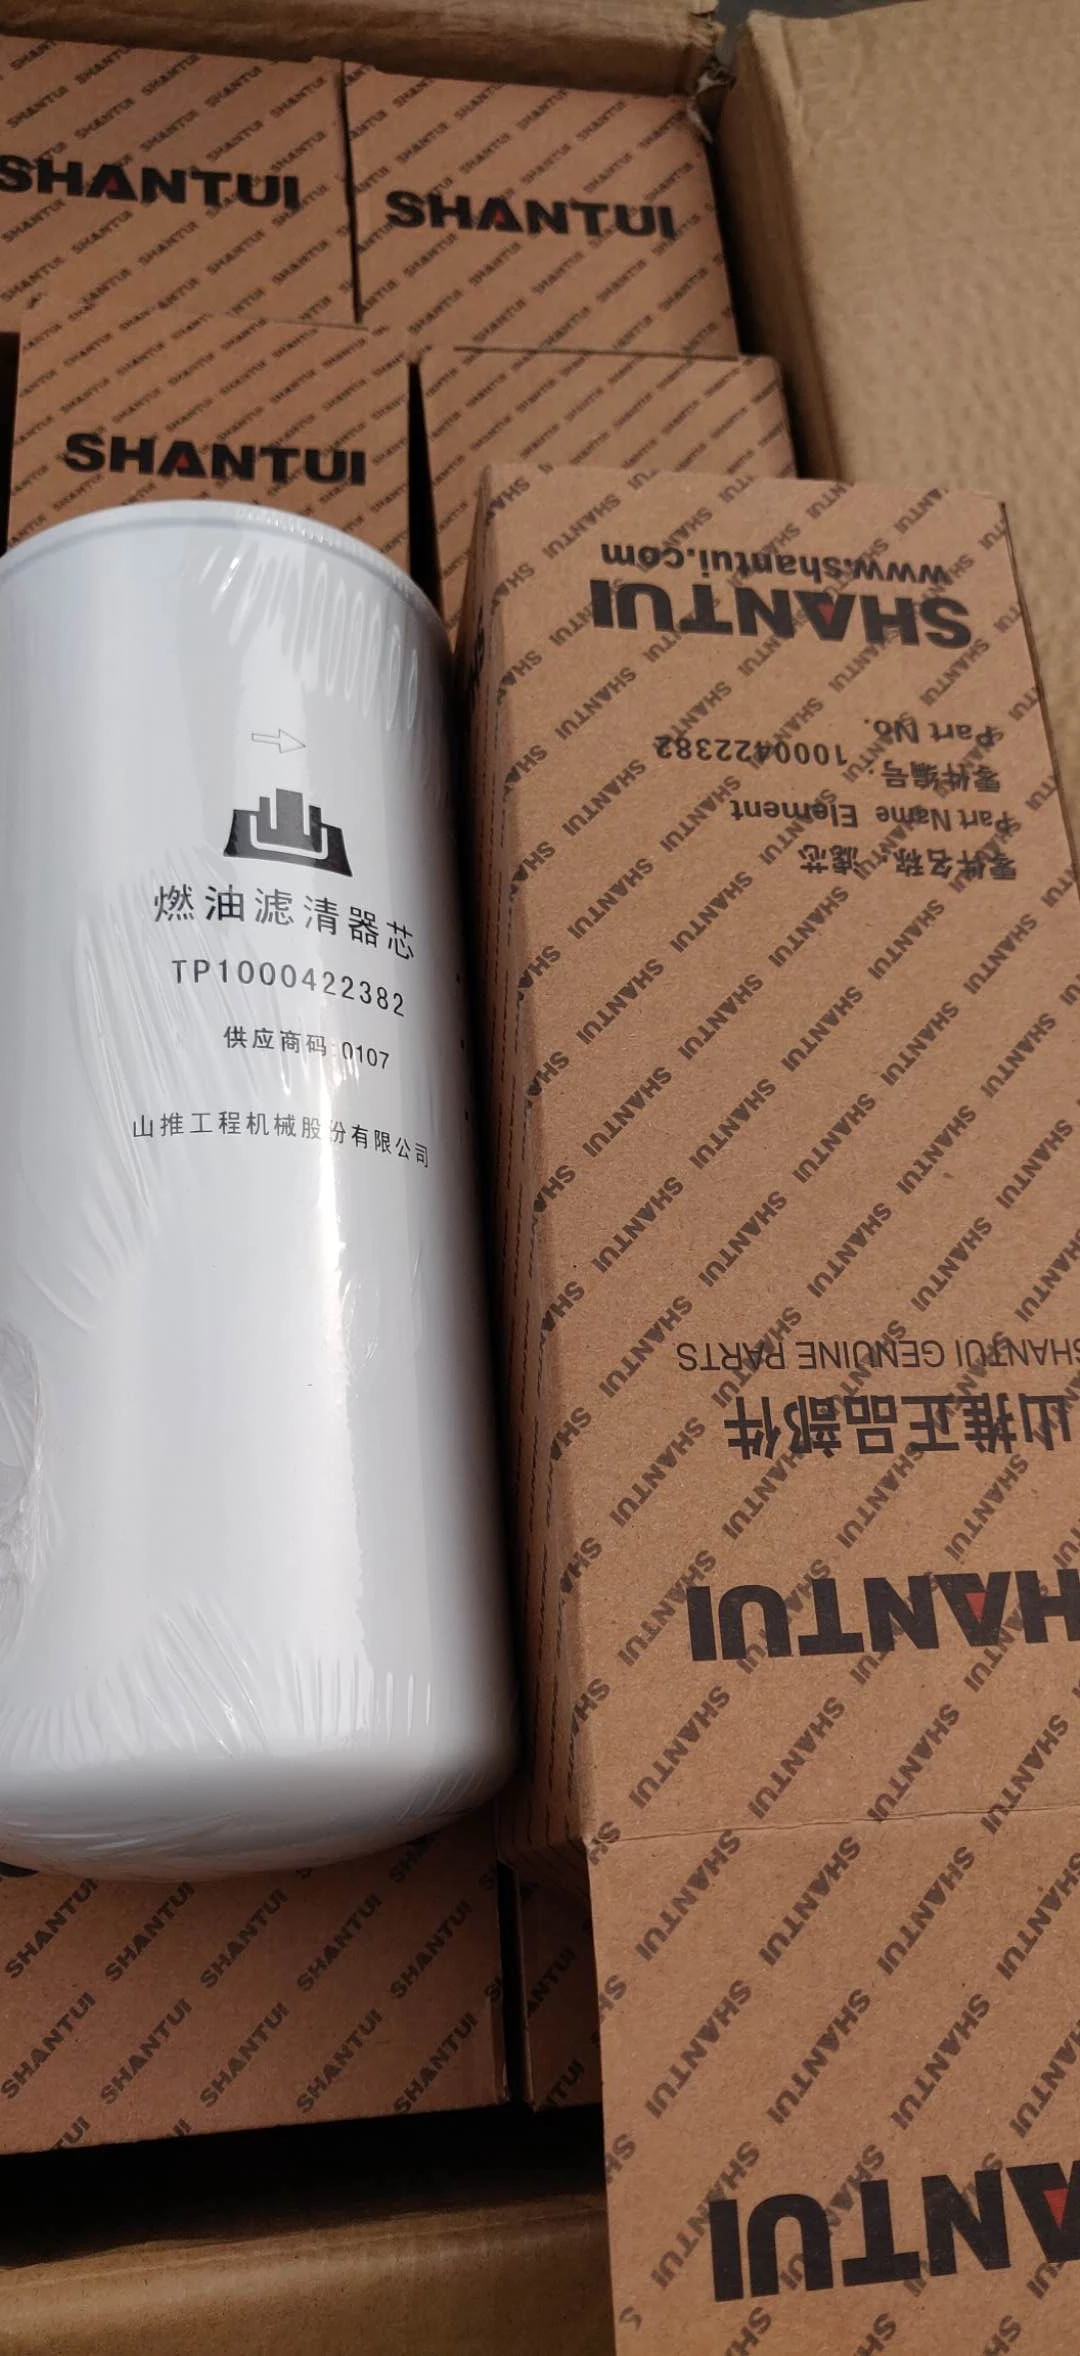 SHANTUI
SHANTUI
SHANTUI
燃油滤清器芯
TP1000422382
供应商码:0107
山推工程机械股份有限公司
零件名称: 滤芯
Part Name Element
零件编号: 1000422382
Part No.
SHANTUI
www.shantui.com
SHANTUI
山推正品部件
SHANTUI GENUINE PARTS